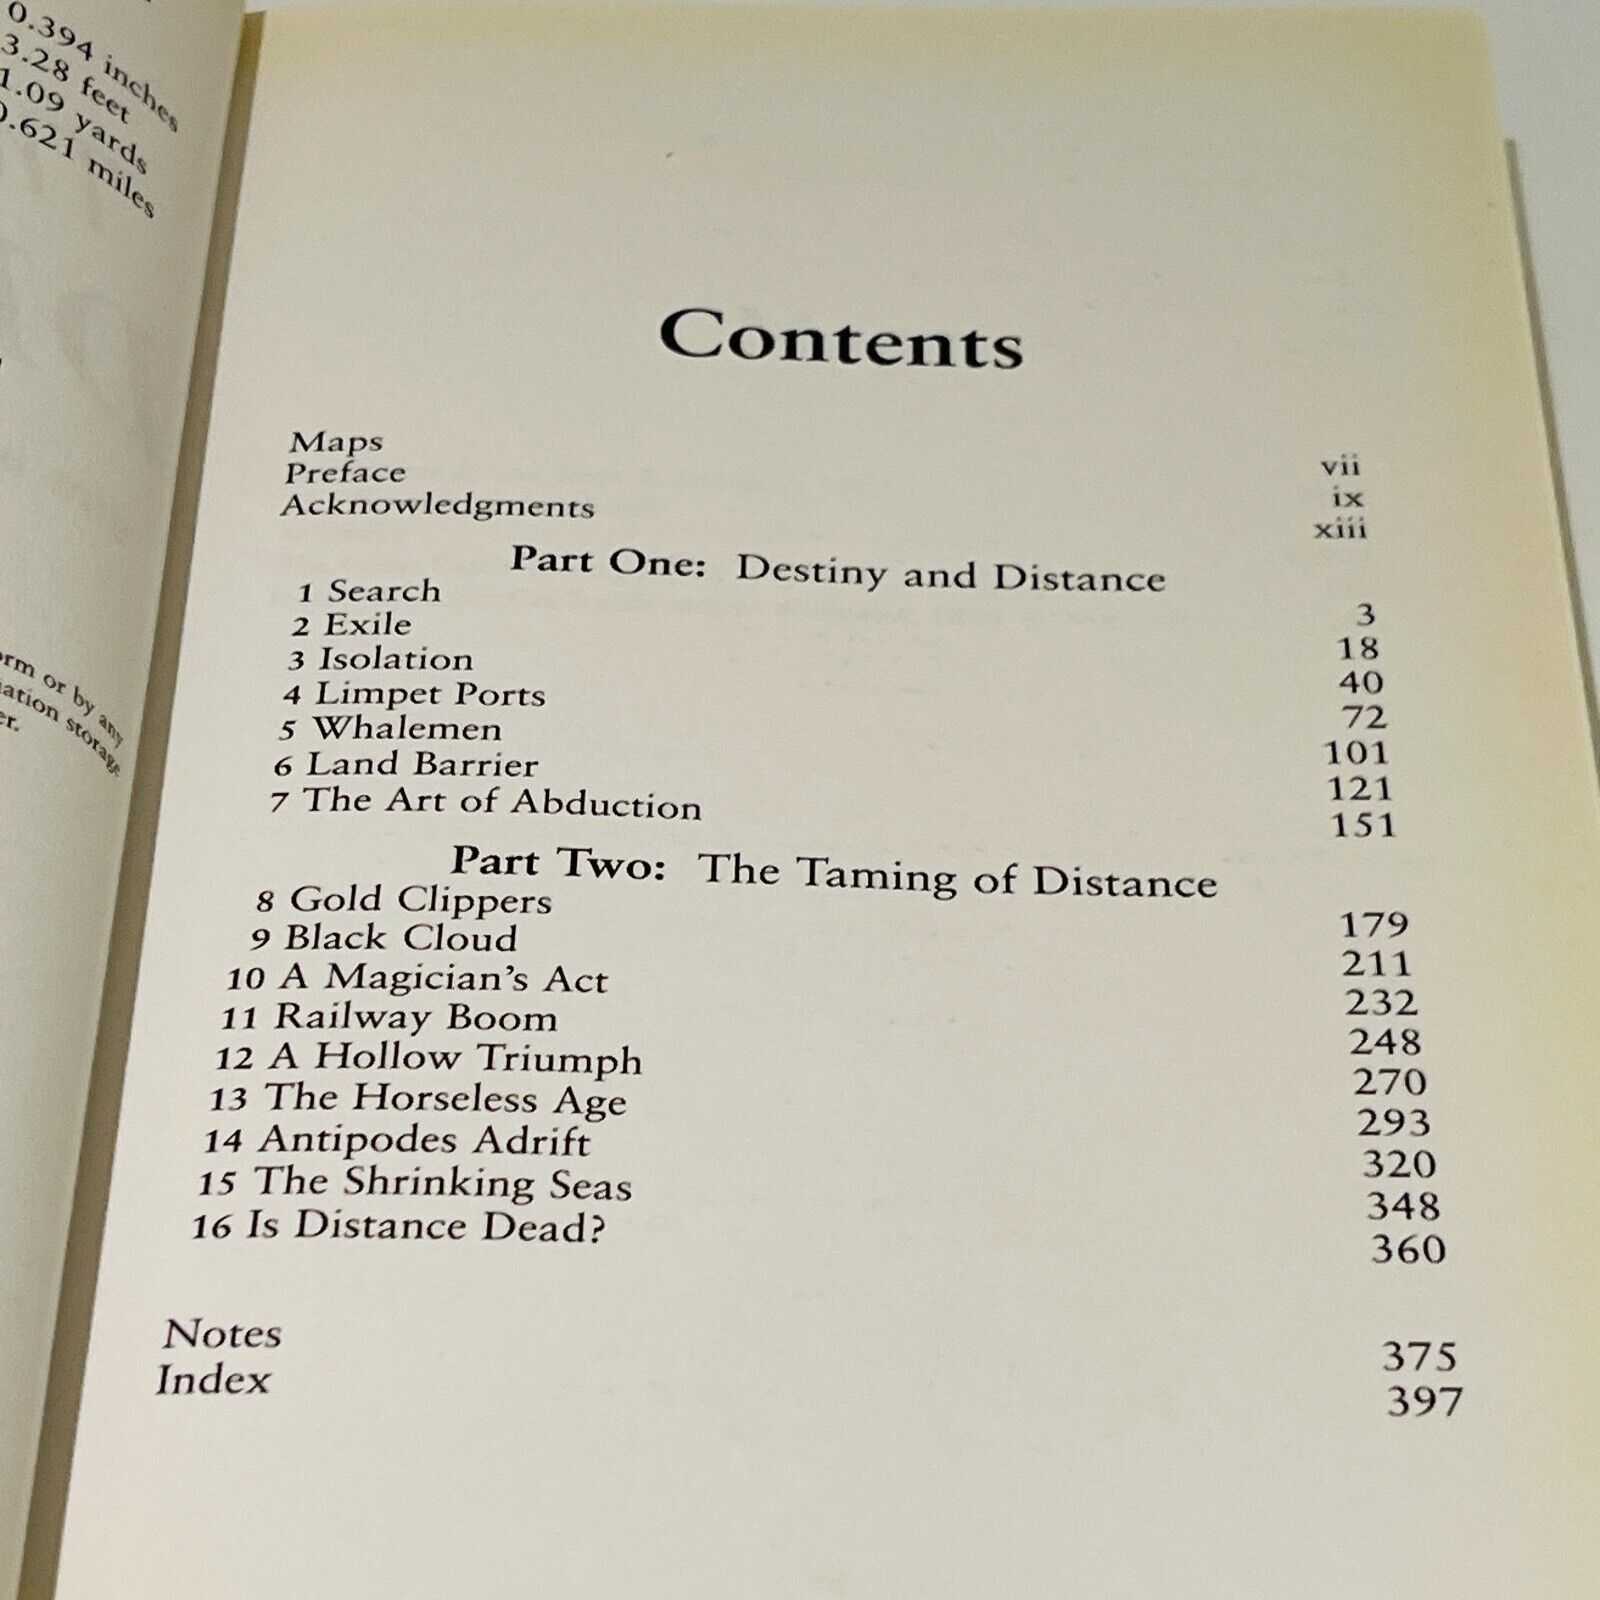 0.394 inches
3.28 feet
1.09 yards
0.621 miles
or by any
storage
Contents
Maps vii
Preface ix
Acknowledgments xiii
Part One: Destiny and Distance
1 Search 3
2 Exile 18
3 Isolation 40
4 Limpet Ports 72
5 Whalemen 101
6 Land Barrier 121
7 The Art of Abduction 151
Part Two: The Taming of Distance
8 Gold Clippers 179
9 Black Cloud 211
10 A Magician's Act 232
11 Railway Boom 248
12 A Hollow Triumph 270
13 The Horseless Age 293
14 Antipodes Adrift 320
15 The Shrinking Seas 348
16 Is Distance Dead? 360
Notes 375
Index 397